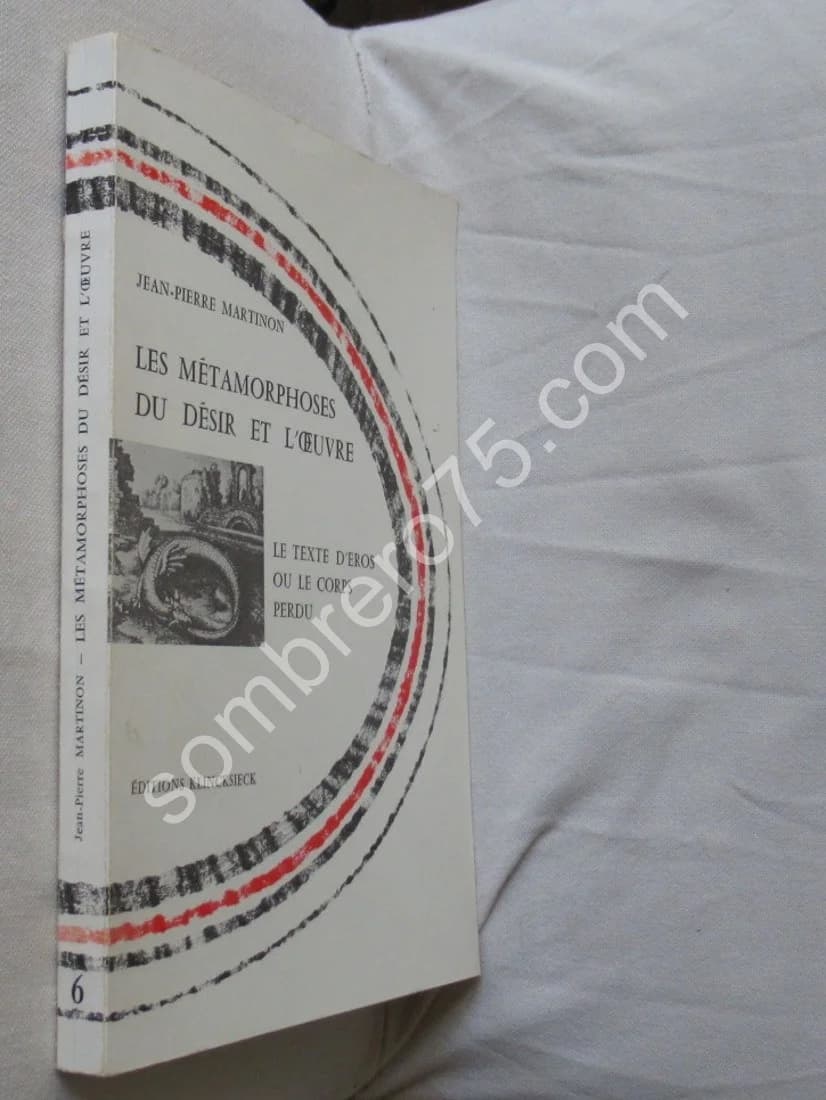 JEAN-PIERRE MARTINON
LES MÉTAMORPHOSES
DU DÉSIR ET L'ŒUVRE
LE TEXTE D'EROS
OU LE CORPS
PERDU
ÉDITIONS KLINCKSIECK
Jean-Pierre MARTINON – LES MÉTAMORPHOSES DU DÉSIR ET L'ŒUVRE
6
sombrero75.com